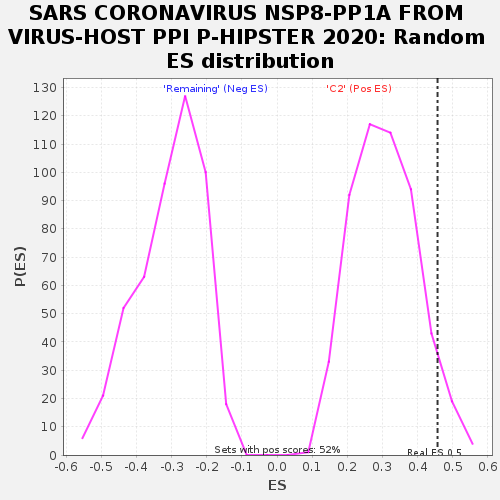 SARS CORONAVIRUS NSP8-PP1A FROM
VIRUS-HOST PPI P-HIPSTER 2020: Random
ES distribution
'Remaining' (Neg ES)
'C2' (Pos ES)
130
120
110
100
90
80
70
60
50
40
30
20
10
0
P(ES)
Sets with pos scores: 52%
Real ES 0.5
-0.6 -0.5 -0.4 -0.3 -0.2 -0.1 0.0 0.1 0.2 0.3 0.4 0.5 0.6
ES